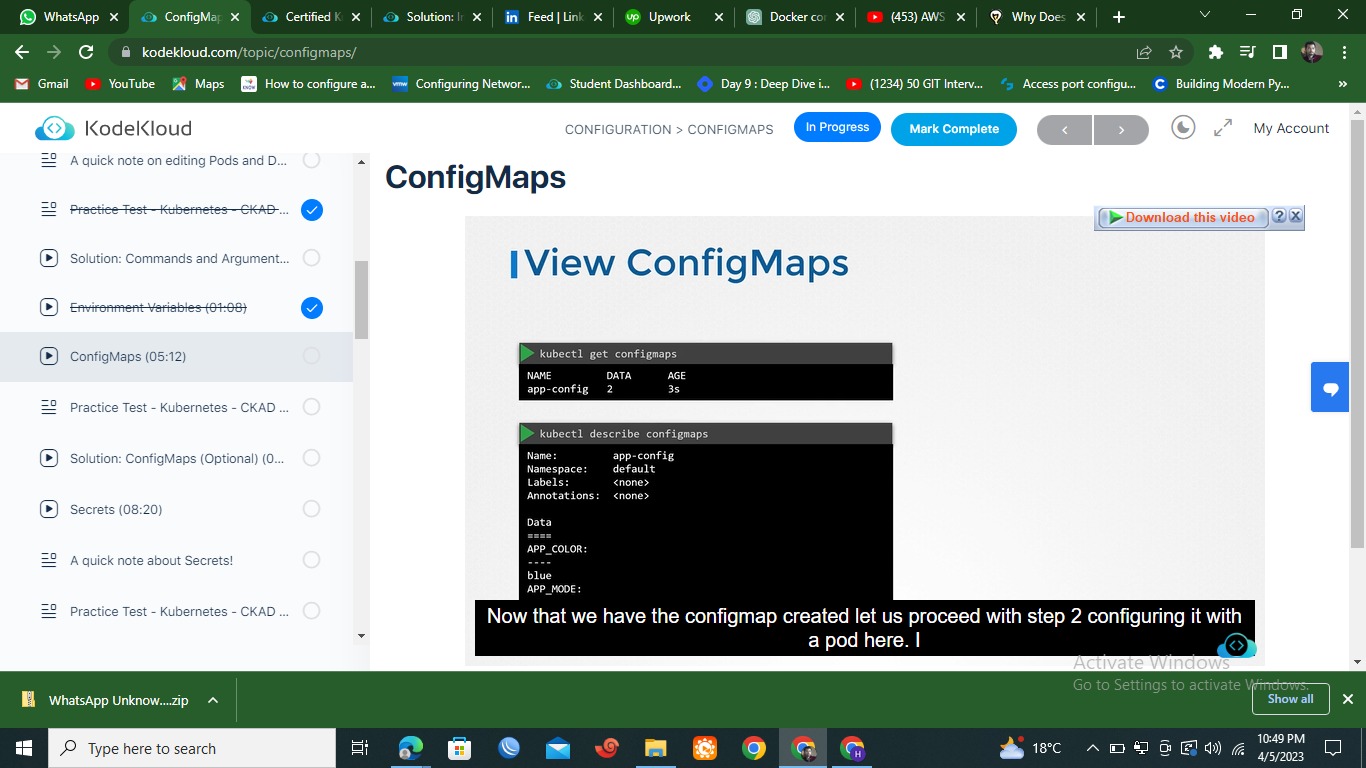 WhatsApp
ConfigMap
Certified K
Solution: In
Feed | Link
Upwork
Docker cor
(453) AWS
Why Does
kodekloud.com/topic/configmaps/
Gmail
YouTube
Maps
How to configure a...
Configuring Networ...
Student Dashboard...
Day 9 : Deep Dive i...
(1234) 50 GIT Interv...
Access port configu...
Building Modern Py...
KodeKloud
CONFIGURATION > CONFIGMAPS
In Progress
Mark Complete
My Account
A quick note on editing Pods and D...
Practice Test - Kubernetes - CKAD ...
Solution: Commands and Argument...
Environment Variables (01:08)
ConfigMaps (05:12)
Practice Test - Kubernetes - CKAD ...
Solution: ConfigMaps (Optional) (0...
Secrets (08:20)
A quick note about Secrets!
Practice Test - Kubernetes - CKAD ...
ConfigMaps
Download this video
View ConfigMaps
kubectl get configmaps
NAME DATA AGE
app-config 2 3s
kubectl describe configmaps
Name: app-config
Namespace: default
Labels: <none>
Annotations: <none>
Data
====
APP_COLOR:
----
blue
APP_MODE:
Now that we have the configmap created let us proceed with step 2 configuring it with
a pod here. I
Activate Windows
Go to Settings to activate Windows.
WhatsApp Unknow....zip
Show all
Type here to search
18°C
10:49 PM
4/5/2023